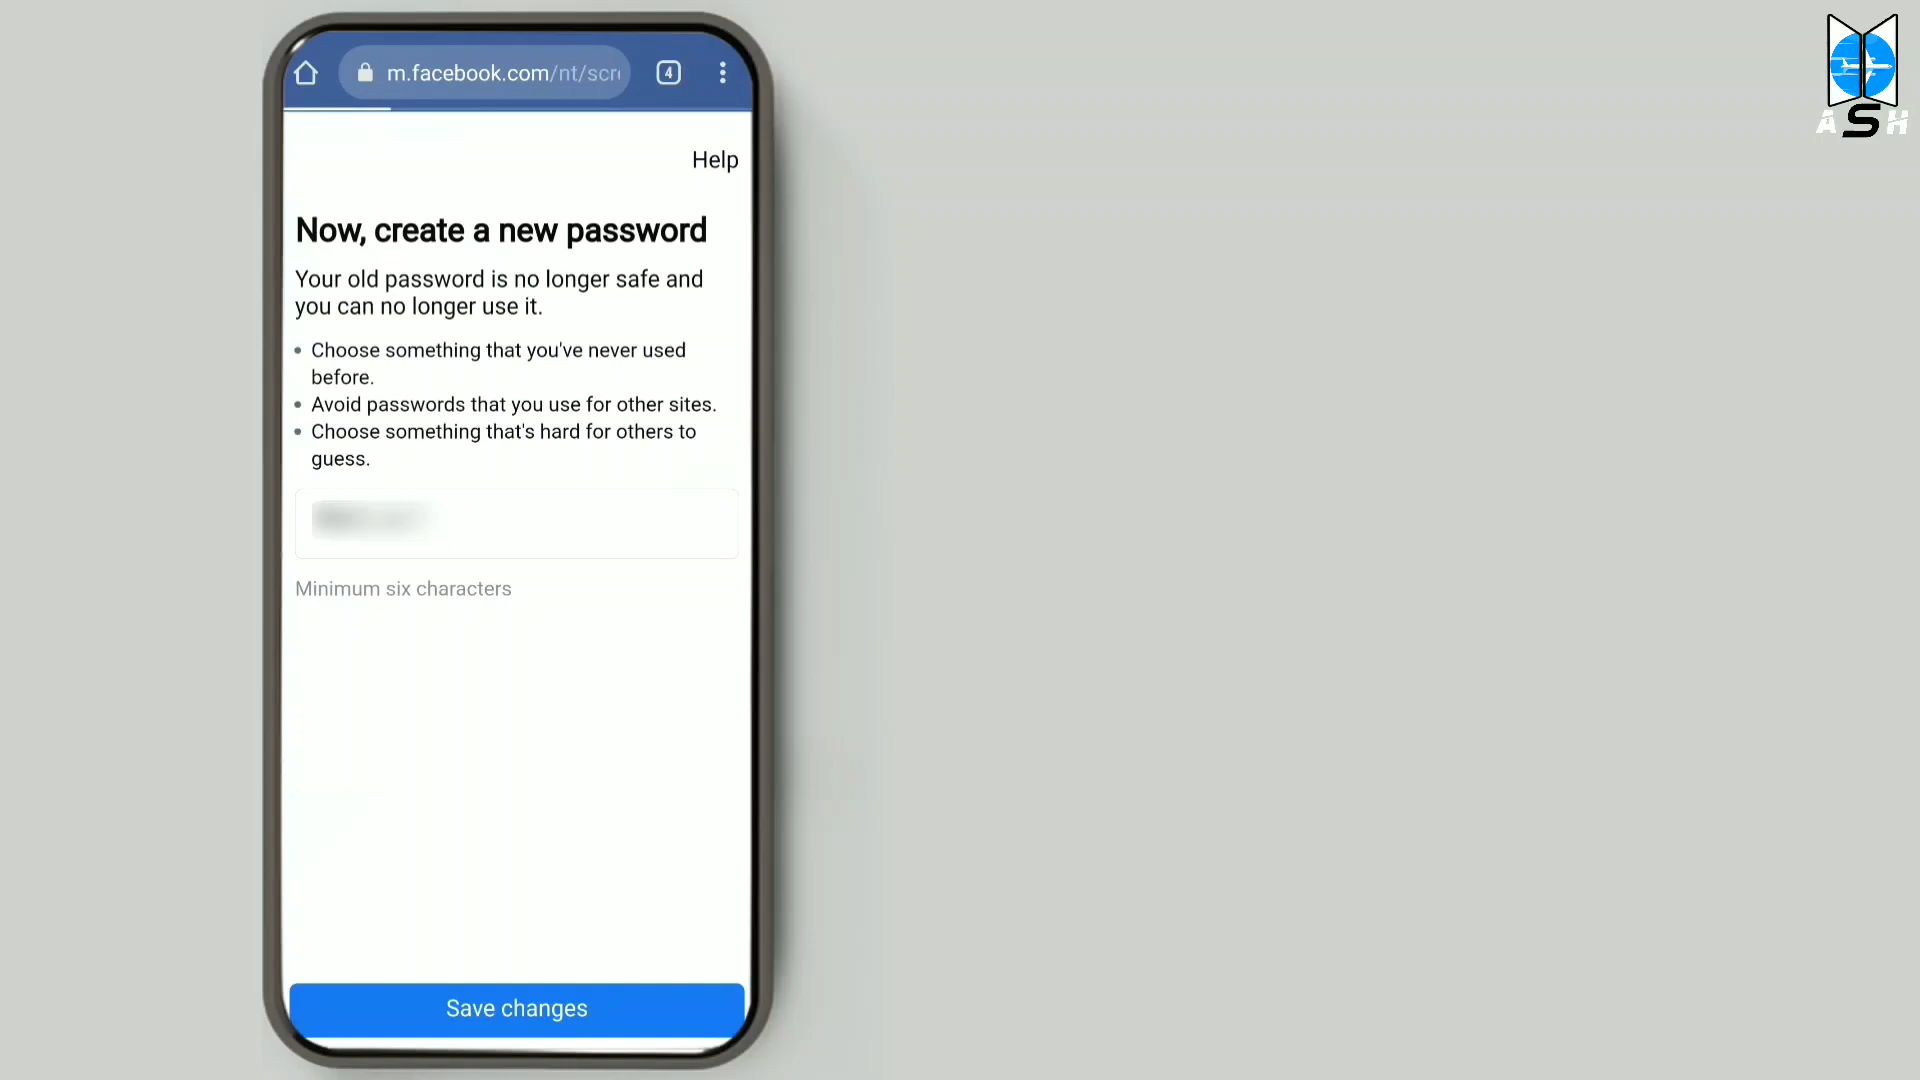 m.facebook.com/nt/scr
4
Help
Now, create a new password
Your old password is no longer safe and
you can no longer use it.
Choose something that you've never used
before.
Avoid passwords that you use for other sites.
Choose something that's hard for others to
guess.
Minimum six characters
Save changes
ASH